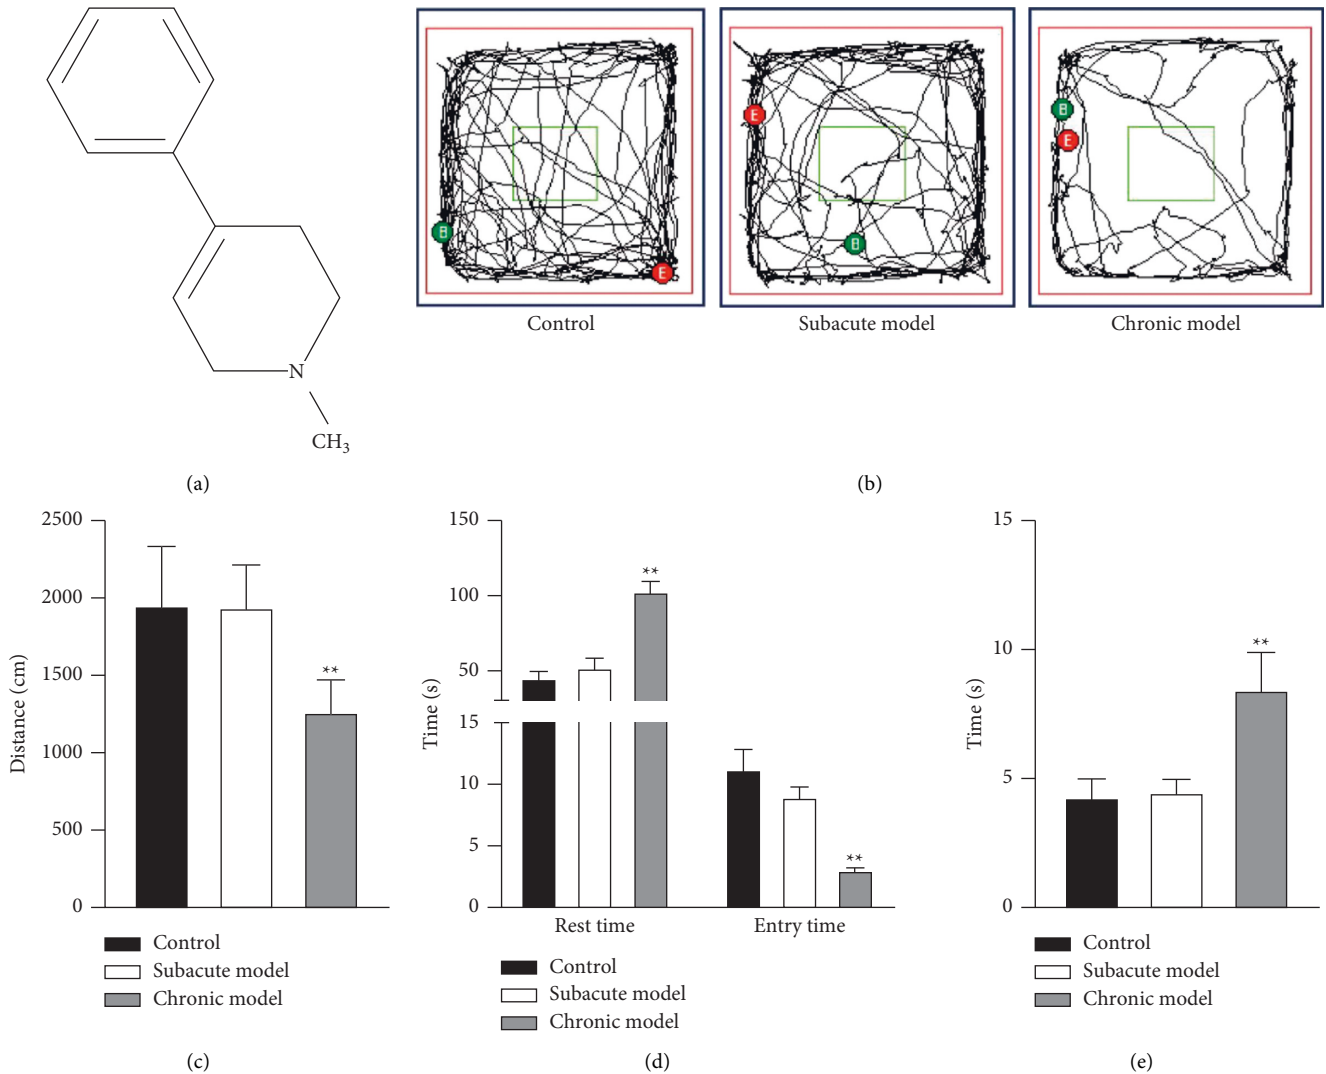 N
CH3
(a)
B
E
Control
E
B
Subacute model
B
E
Chronic model
(b)
2500
2000
1500
1000
500
0
Distance (cm)
**
Control
Subacute model
Chronic model
(c)
150
100
50
15
10
5
0
Time (s)
**
**
Rest time
Entry time
Control
Subacute model
Chronic model
(d)
15
10
5
0
Time (s)
**
Control
Subacute model
Chronic model
(e)